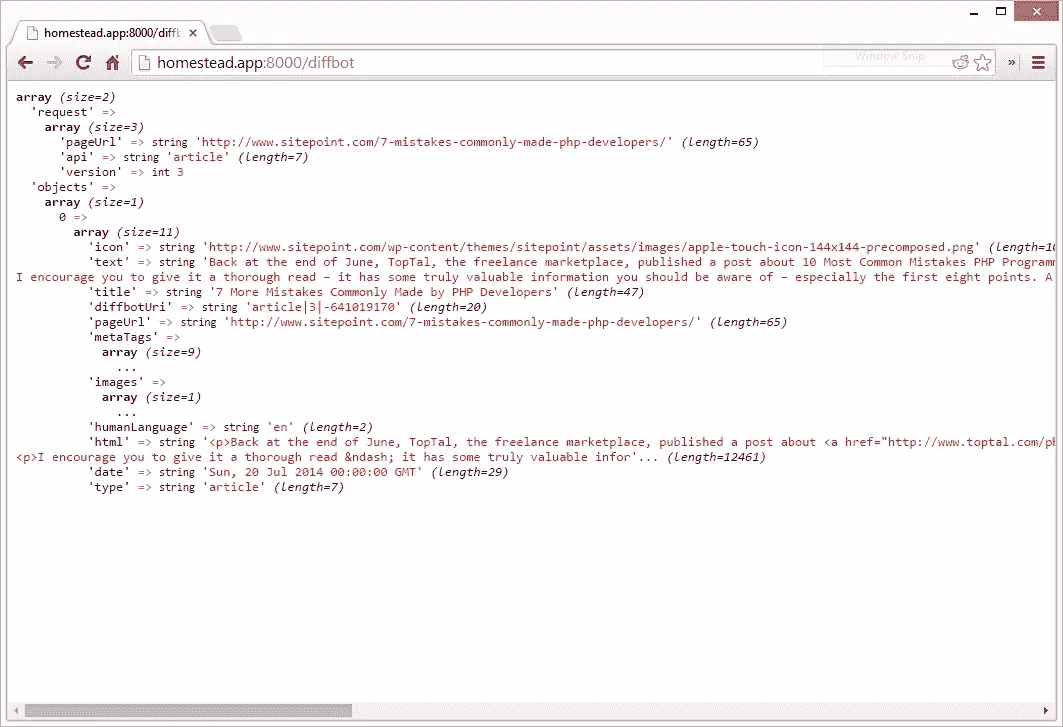 homestead.app:8000/diffb
Window Snip
homestead.app:8000/diffbot
array (size=2)
'request' =>
array (size=3)
'pageUrl' => string 'http://www.sitepoint.com/7-mistakes-commonly-made-php-developers/' (length=65)
'api' => string 'article' (length=7)
'version' => int 3
'objects' =>
array (size=1)
0 =>
array (size=11)
'icon' => string 'http://www.sitepoint.com/wp-content/themes/sitepoint/assets/images/apple-touch-icon-144x144-precomposed.png' (length=10
'text' => string 'Back at the end of June, TopTal, the freelance marketplace, published a post about 10 Most Common Mistakes PHP Programm
I encourage you to give it a thorough read – it has some truly valuable information you should be aware of – especially the first eight points. A
'title' => string '7 More Mistakes Commonly Made by PHP Developers' (length=47)
'diffbotUri' => string 'article|3|-641019170' (length=20)
'pageUrl' => string 'http://www.sitepoint.com/7-mistakes-commonly-made-php-developers/' (length=65)
'metaTags' =>
array (size=9)
...
'images' =>
array (size=1)
...
'humanLanguage' => string 'en' (length=2)
'html' => string '<p>Back at the end of June, TopTal, the freelance marketplace, published a post about <a href="http://www.toptal.com/ph
<p>I encourage you to give it a thorough read &ndash; it has some truly valuable infor'... (length=12461)
'date' => string 'Sun, 20 Jul 2014 00:00:00 GMT' (length=29)
'type' => string 'article' (length=7)